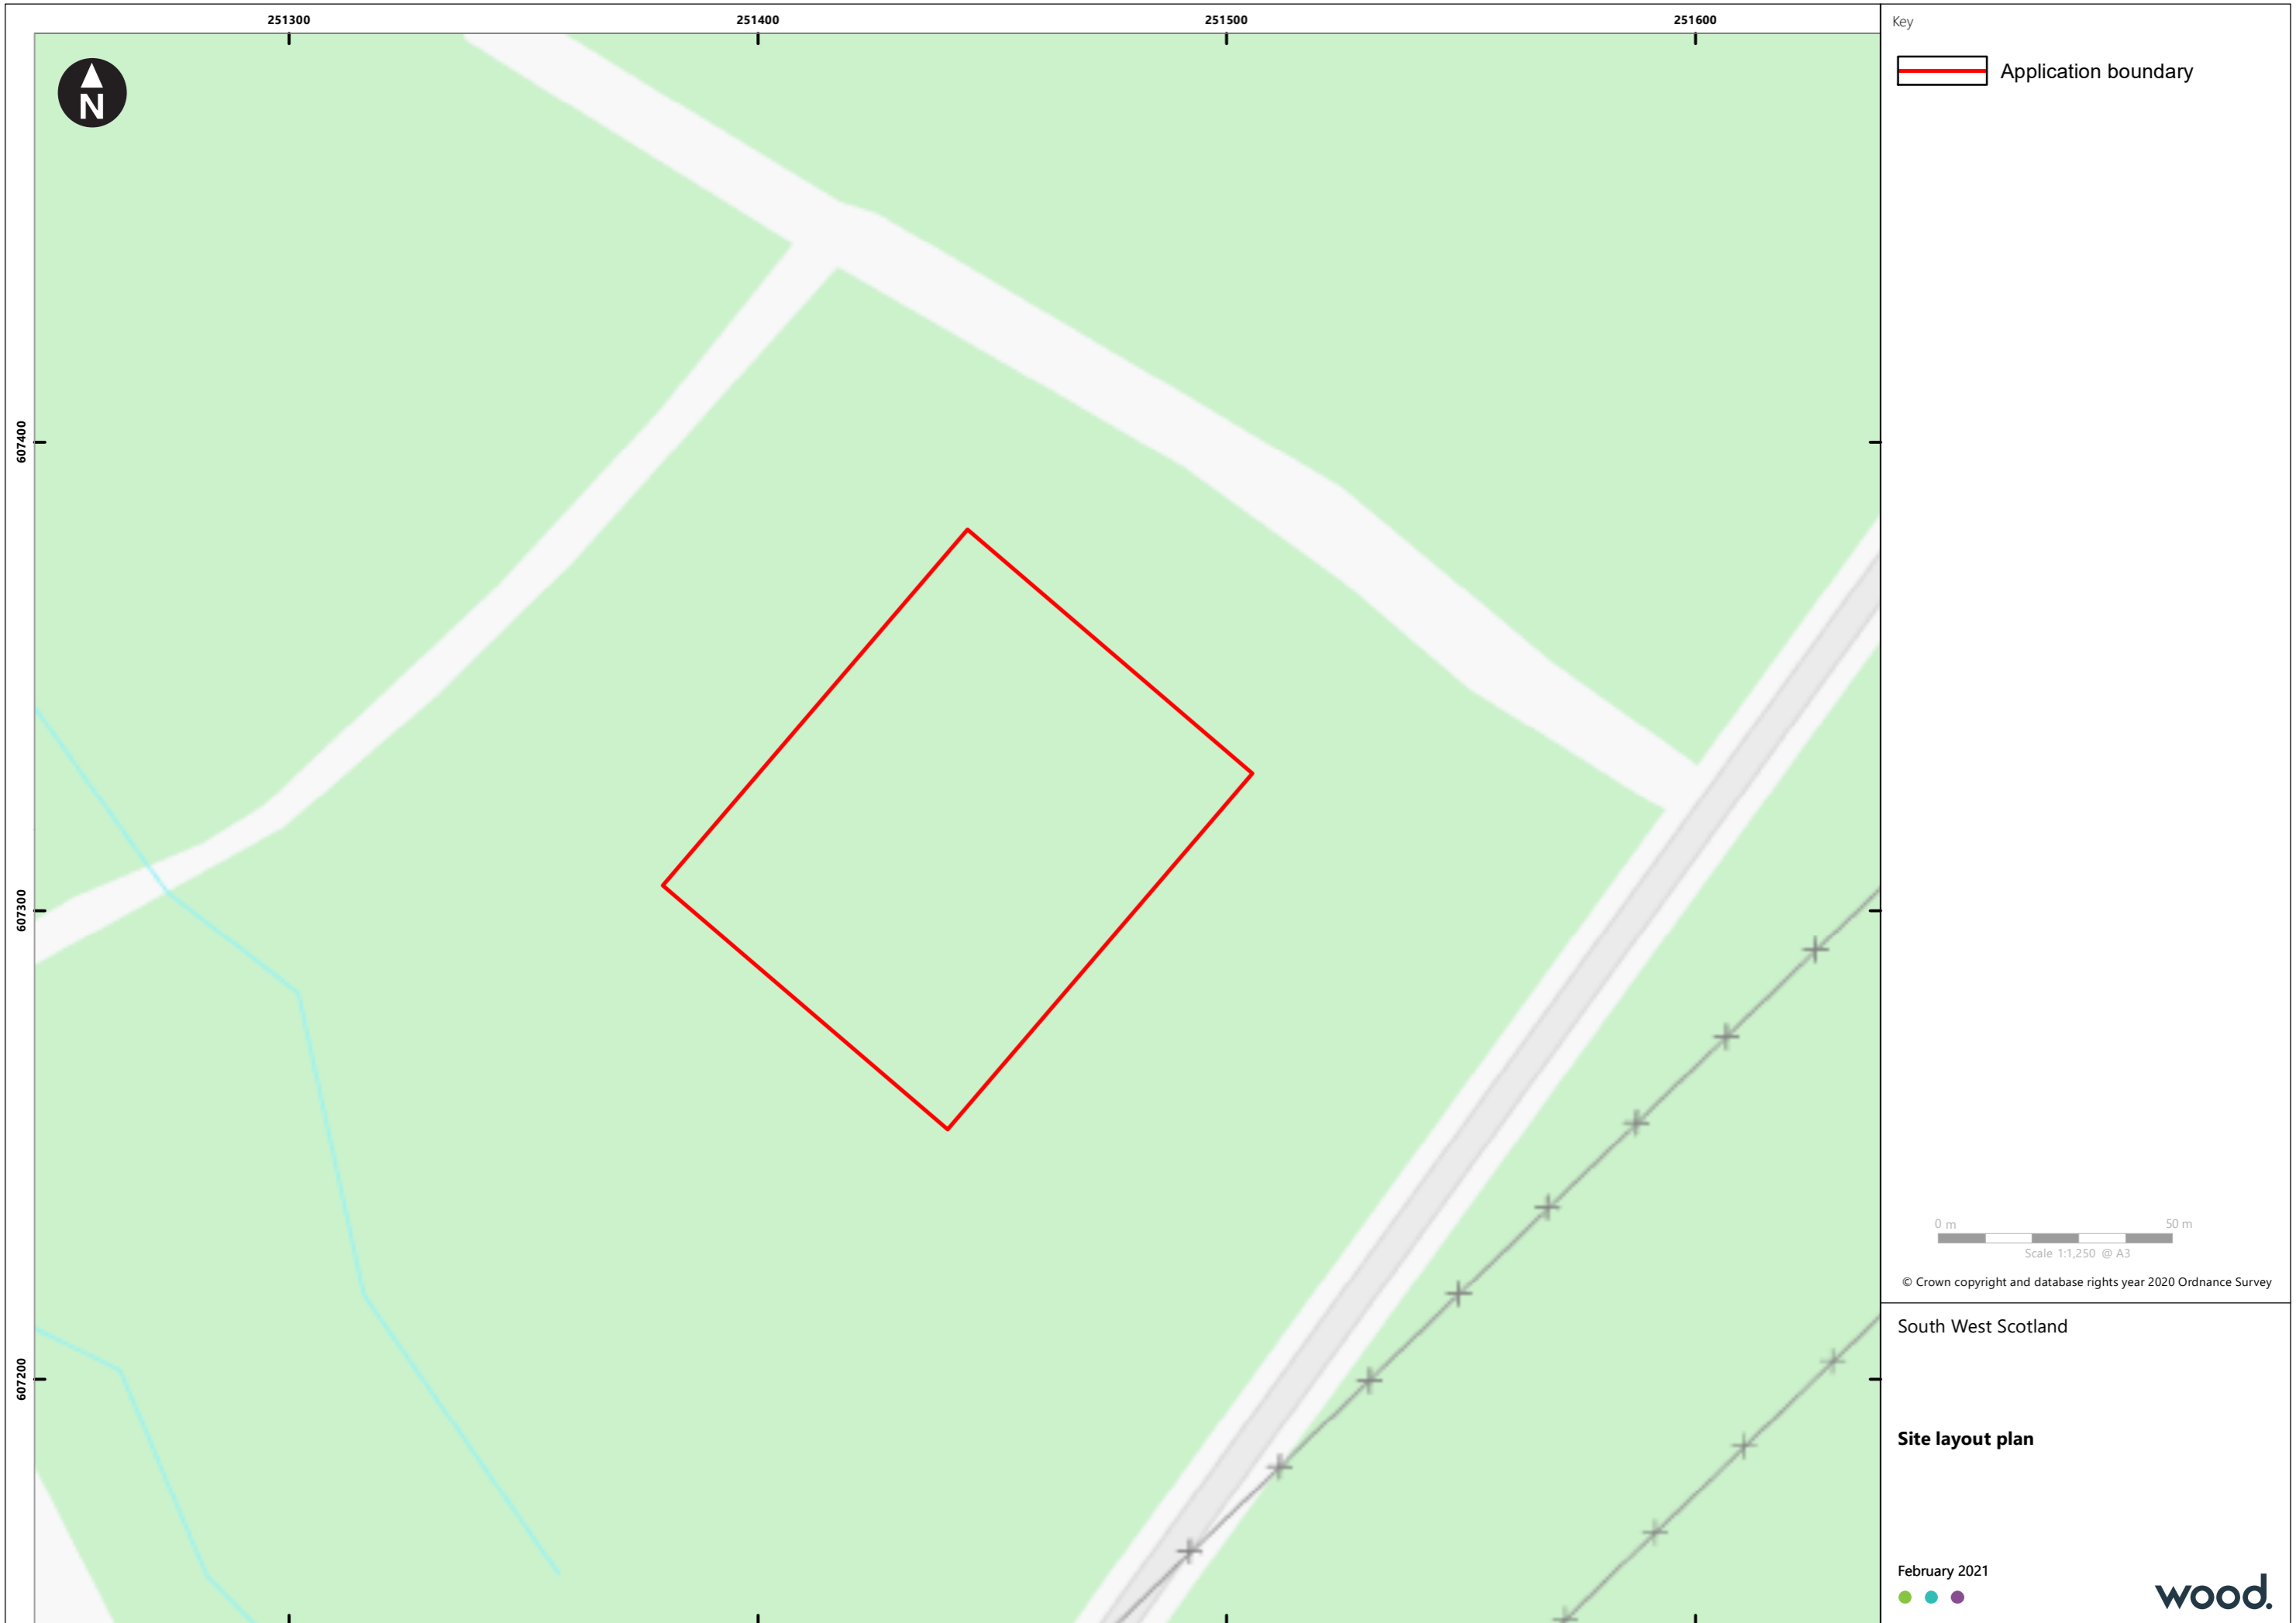 251300 251400 251500 251600
N
607400
607300
607200
Key
Application boundary
0 m 50 m
Scale 1:1,250 @ A3
© Crown copyright and database rights year 2020 Ordnance Survey
South West Scotland
Site layout plan
February 2021
wood.